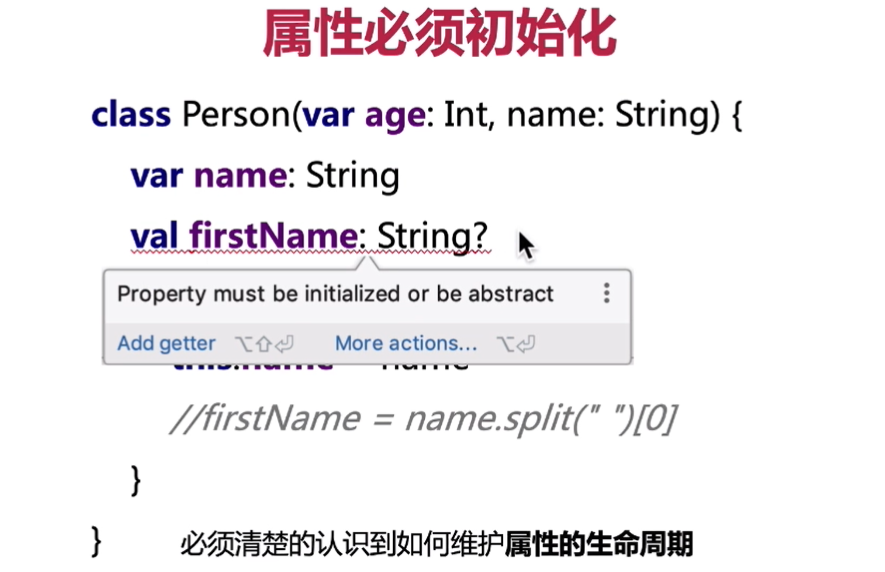 属性必须初始化
class Person(var age: Int, name: String) {
var name: String
val firstName: String?
Property must be initialized or be abstract
Add getter ⌥⇧⏎ More actions... ⌥⏎
this.name name
//firstName = name.split(" ")[0]
}
} 必须清楚的认识到如何维护属性的生命周期